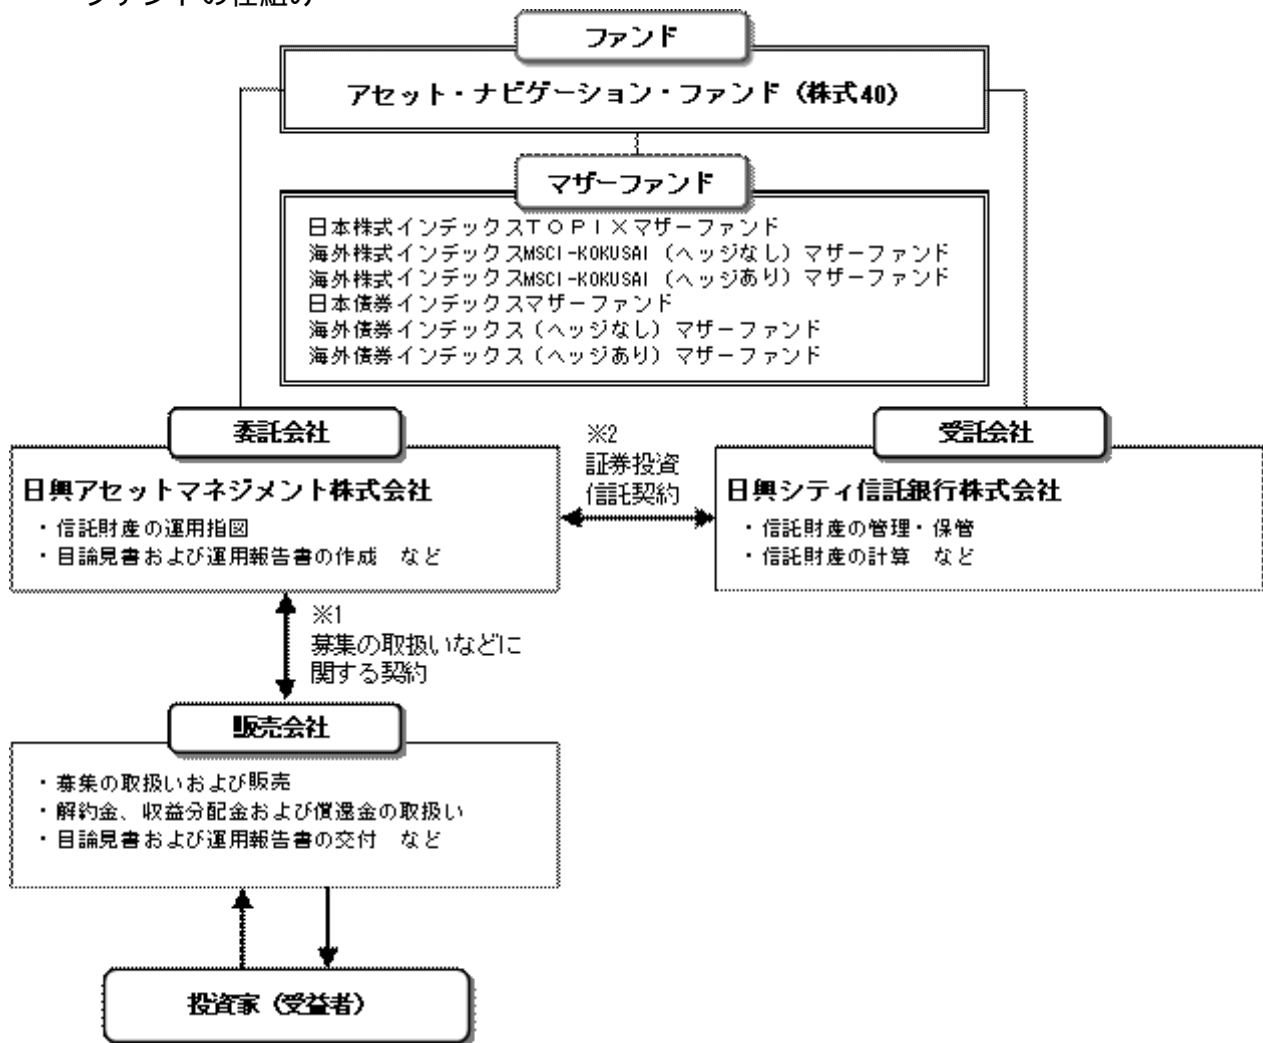 ファンドの仕組み
ファンド
アセット・ナビゲーション・ファンド（株式40）
マザーファンド
日本株式インデックスＴＯＰＩＸマザーファンド
海外株式インデックスMSCI-KOKUSAI（ヘッジなし）マザーファンド
海外株式インデックスMSCI-KOKUSAI（ヘッジあり）マザーファンド
日本債券インデックスマザーファンド
海外債券インデックス（ヘッジなし）マザーファンド
海外債券インデックス（ヘッジあり）マザーファンド
委託会社
日興アセットマネジメント株式会社
・信託財産の運用指図
・目論見書および運用報告書の作成　など
※2
証券投資
信託契約
受託会社
日興シティ信託銀行株式会社
・信託財産の管理・保管
・信託財産の計算　など
※1
募集の取扱いなどに
関する契約
販売会社
・募集の取扱いおよび販売
・解約金、収益分配金および償還金の取扱い
・目論見書および運用報告書の交付　など
投資家（受益者）